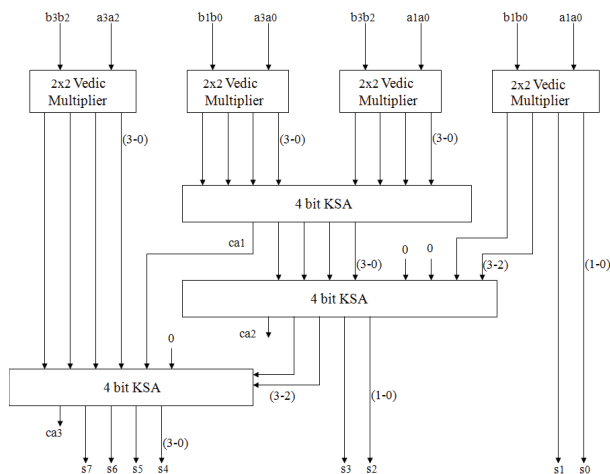 b3b2 a3a2 b1b0 a3a0 b3b2 a1a0 b1b0 a1a0
2x2 Vedic Multiplier
2x2 Vedic Multiplier
2x2 Vedic Multiplier
2x2 Vedic Multiplier
(3-0) (3-0) (3-0)
4 bit KSA
ca1 0 0
(3-0) (3-2) (1-0)
4 bit KSA
ca2
0
4 bit KSA
(3-2) (1-0)
ca3 (3-0)
s7 s6 s5 s4 s3 s2 s1 s0